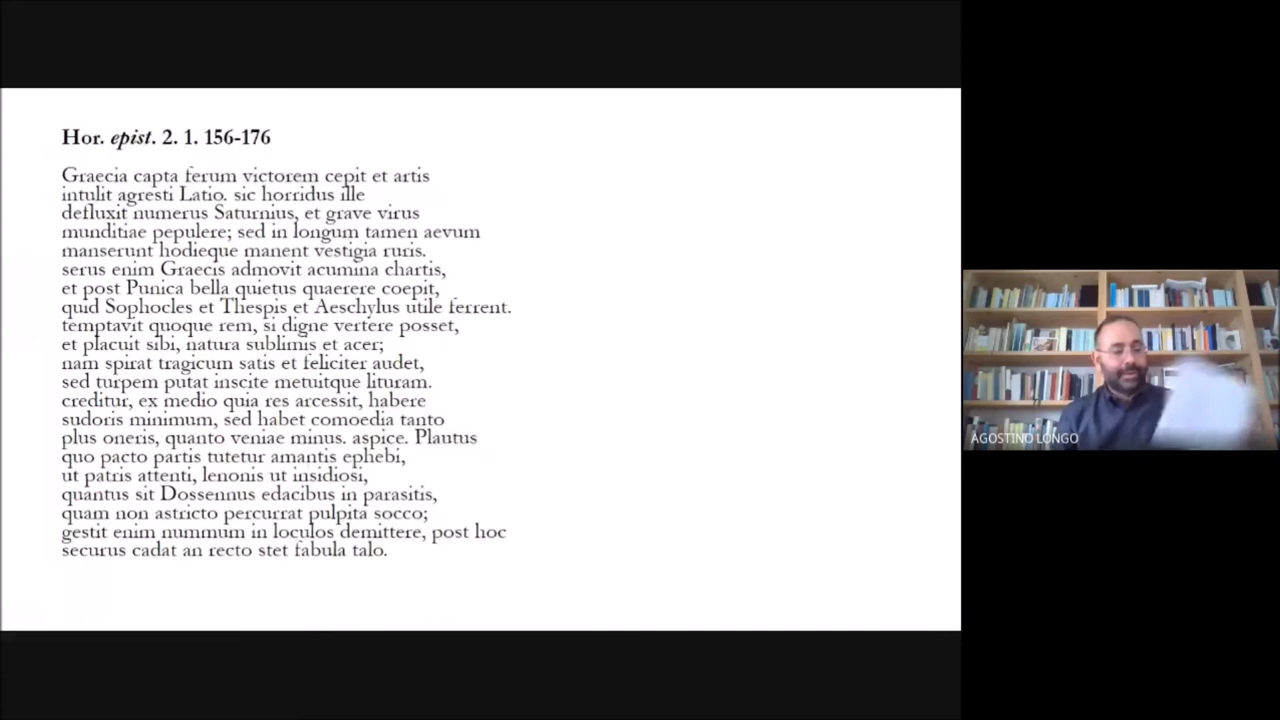 Hor. epist. 2. 1. 156-176
Graecia capta ferum victorem cepit et artis
intulit agresti Latio. sic horridus ille
defluxit numerus Saturnius, et grave virus
munditiae pepulere; sed in longum tamen aevum
manserunt hodieque manent vestigia ruris.
serus enim Graecis admovit acumina chartis,
et post Punica bella quietus quaerere coepit,
quid Sophocles et Thespis et Aeschylus utile ferrent.
temptavit quoque rem, si digne vertere posset,
et placuit sibi, natura sublimis et acer;
nam spirat tragicum satis et feliciter audet,
sed turpem putat inscite metuitque lituram.
creditur, ex medio quia res arcessit, habere
sudoris minimum, sed habet comoedia tanto
plus oneris, quanto veniae minus. aspice. Plautus
quo pacto partis tutetur amantis ephebi,
ut patris attenti, lenonis ut insidiosi,
quantus sit Dossennus edacibus in parasitis,
quam non astricto percurrat pulpita socco;
gestit enim nummum in loculos demittere, post hoc
securus cadat an recto stet fabula talo.
AGOSTINO LONGO